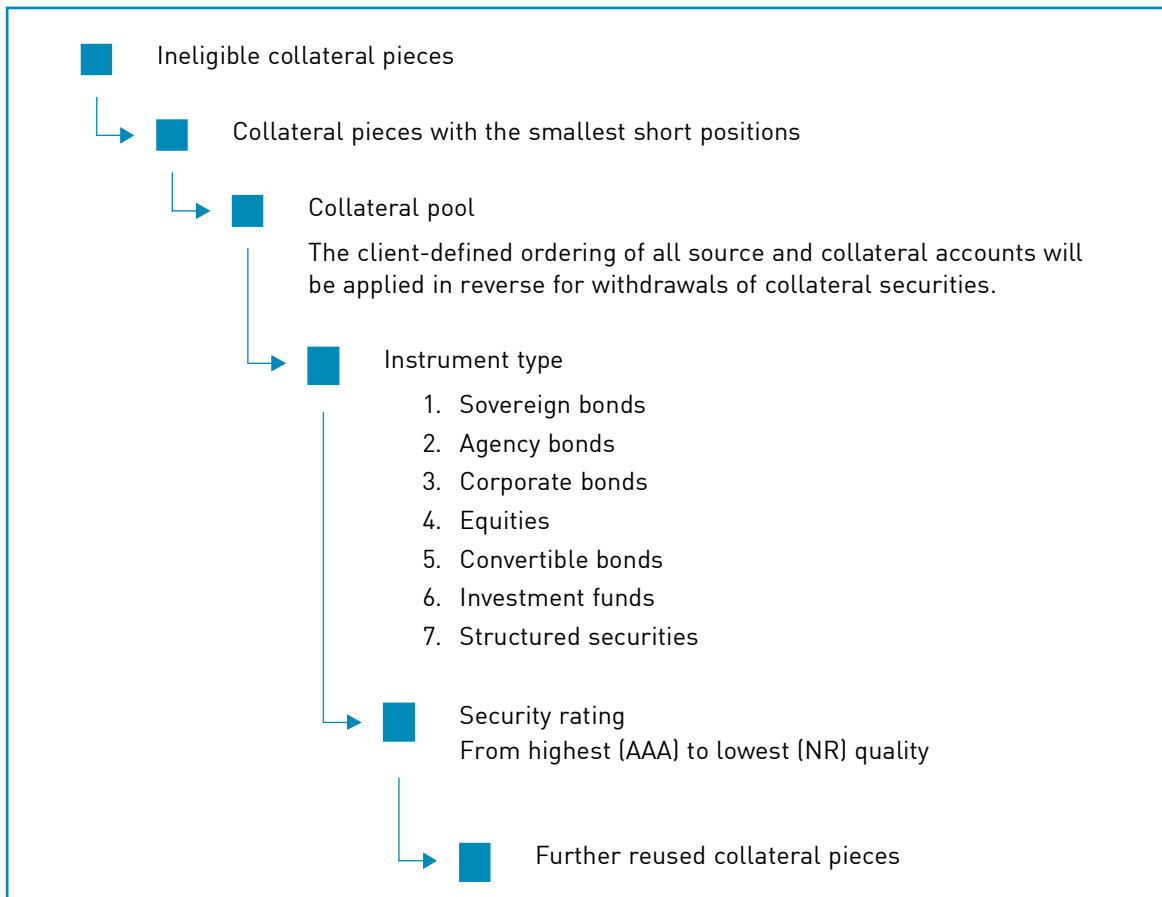 Ineligible collateral pieces
Collateral pieces with the smallest short positions
Collateral pool
The client-defined ordering of all source and collateral accounts will
be applied in reverse for withdrawals of collateral securities.
Instrument type
1. Sovereign bonds
2. Agency bonds
3. Corporate bonds
4. Equities
5. Convertible bonds
6. Investment funds
7. Structured securities
Security rating
From highest (AAA) to lowest (NR) quality
Further reused collateral pieces